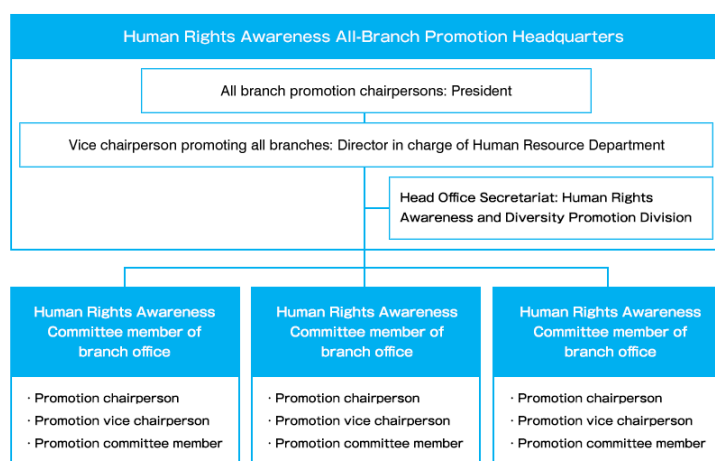 Human Rights Awareness All-Branch Promotion Headquarters
All branch promotion chairpersons: President
Vice chairperson promoting all branches: Director in charge of Human Resource Department
Head Office Secretariat: Human Rights
Awareness and Diversity Promotion Division
Human Rights Awareness
Committee member of
branch office
· Promotion chairperson
· Promotion vice chairperson
· Promotion committee member
Human Rights Awareness
Committee member of
branch office
· Promotion chairperson
· Promotion vice chairperson
· Promotion committee member
Human Rights Awareness
Committee member of
branch office
· Promotion chairperson
· Promotion vice chairperson
· Promotion committee member